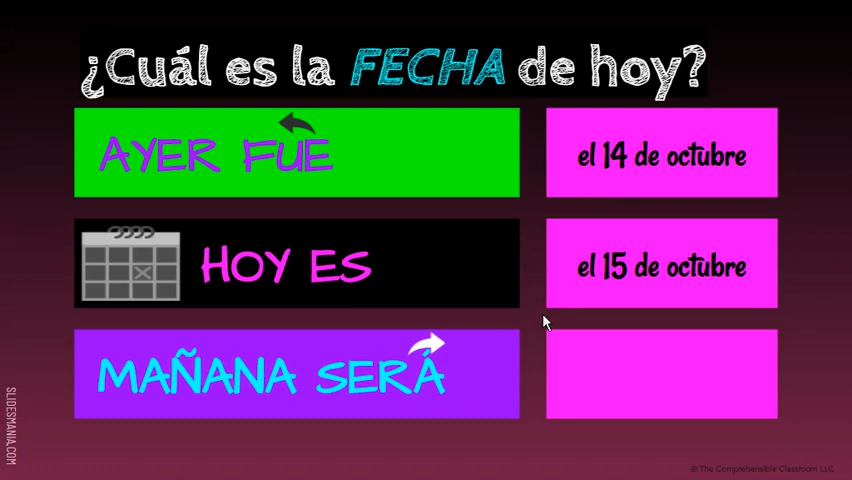 ¿Cuál es la FECHA de hoy?
AYER FUE
el 14 de octubre
HOY ES
el 15 de octubre
MAÑANA SERÁ
SLIDESMANIA.COM
© The Comprehensible Classroom LLC